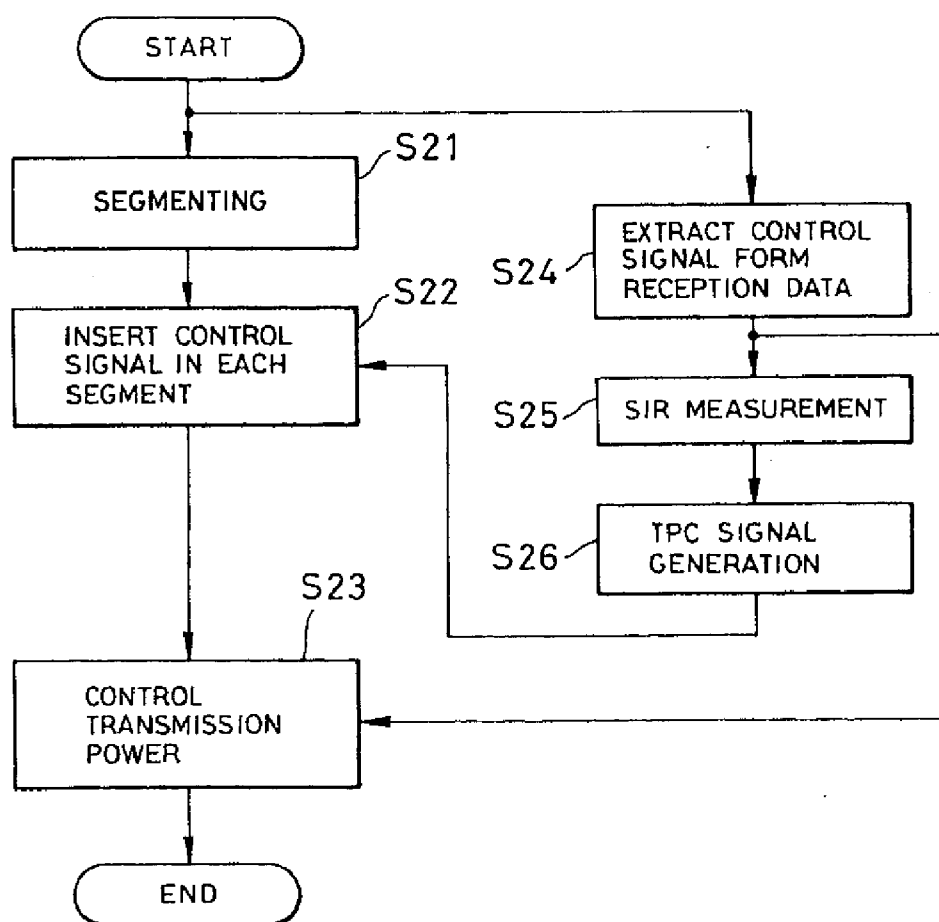 START
S21
SEGMENTING
S22
INSERT CONTROL
SIGNAL IN EACH
SEGMENT
S23
CONTROL
TRANSMISSION
POWER
END
S24
EXTRACT CONTROL
SIGNAL FORM
RECEPTION DATA
S25
SIR MEASUREMENT
S26
TPC SIGNAL
GENERATION